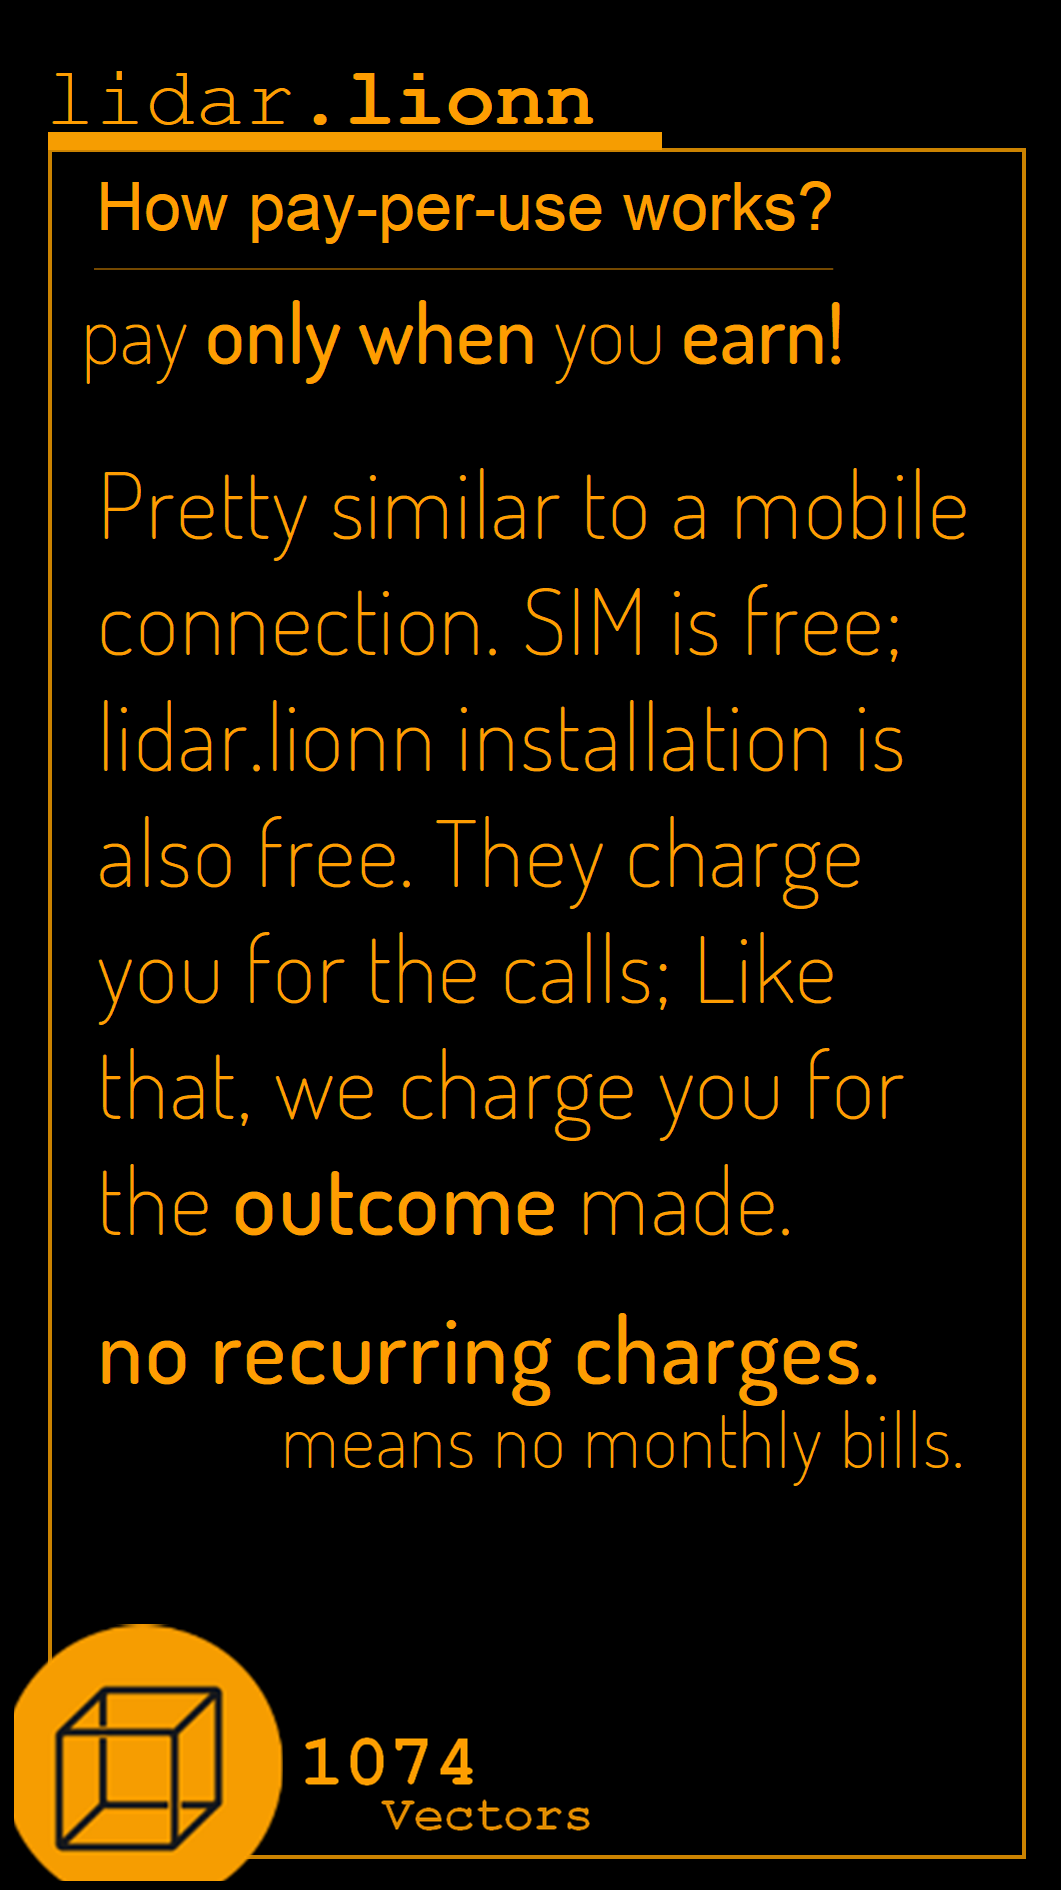 lidar.lionn
How pay-per-use works?
pay only when you earn!
Pretty similar to a mobile
connection. SIM is free;
lidar.lionn installation is
also free. They charge
you for the calls; Like
that, we charge you for
the outcome made.
no recurring charges.
means no monthly bills.
1074
Vectors